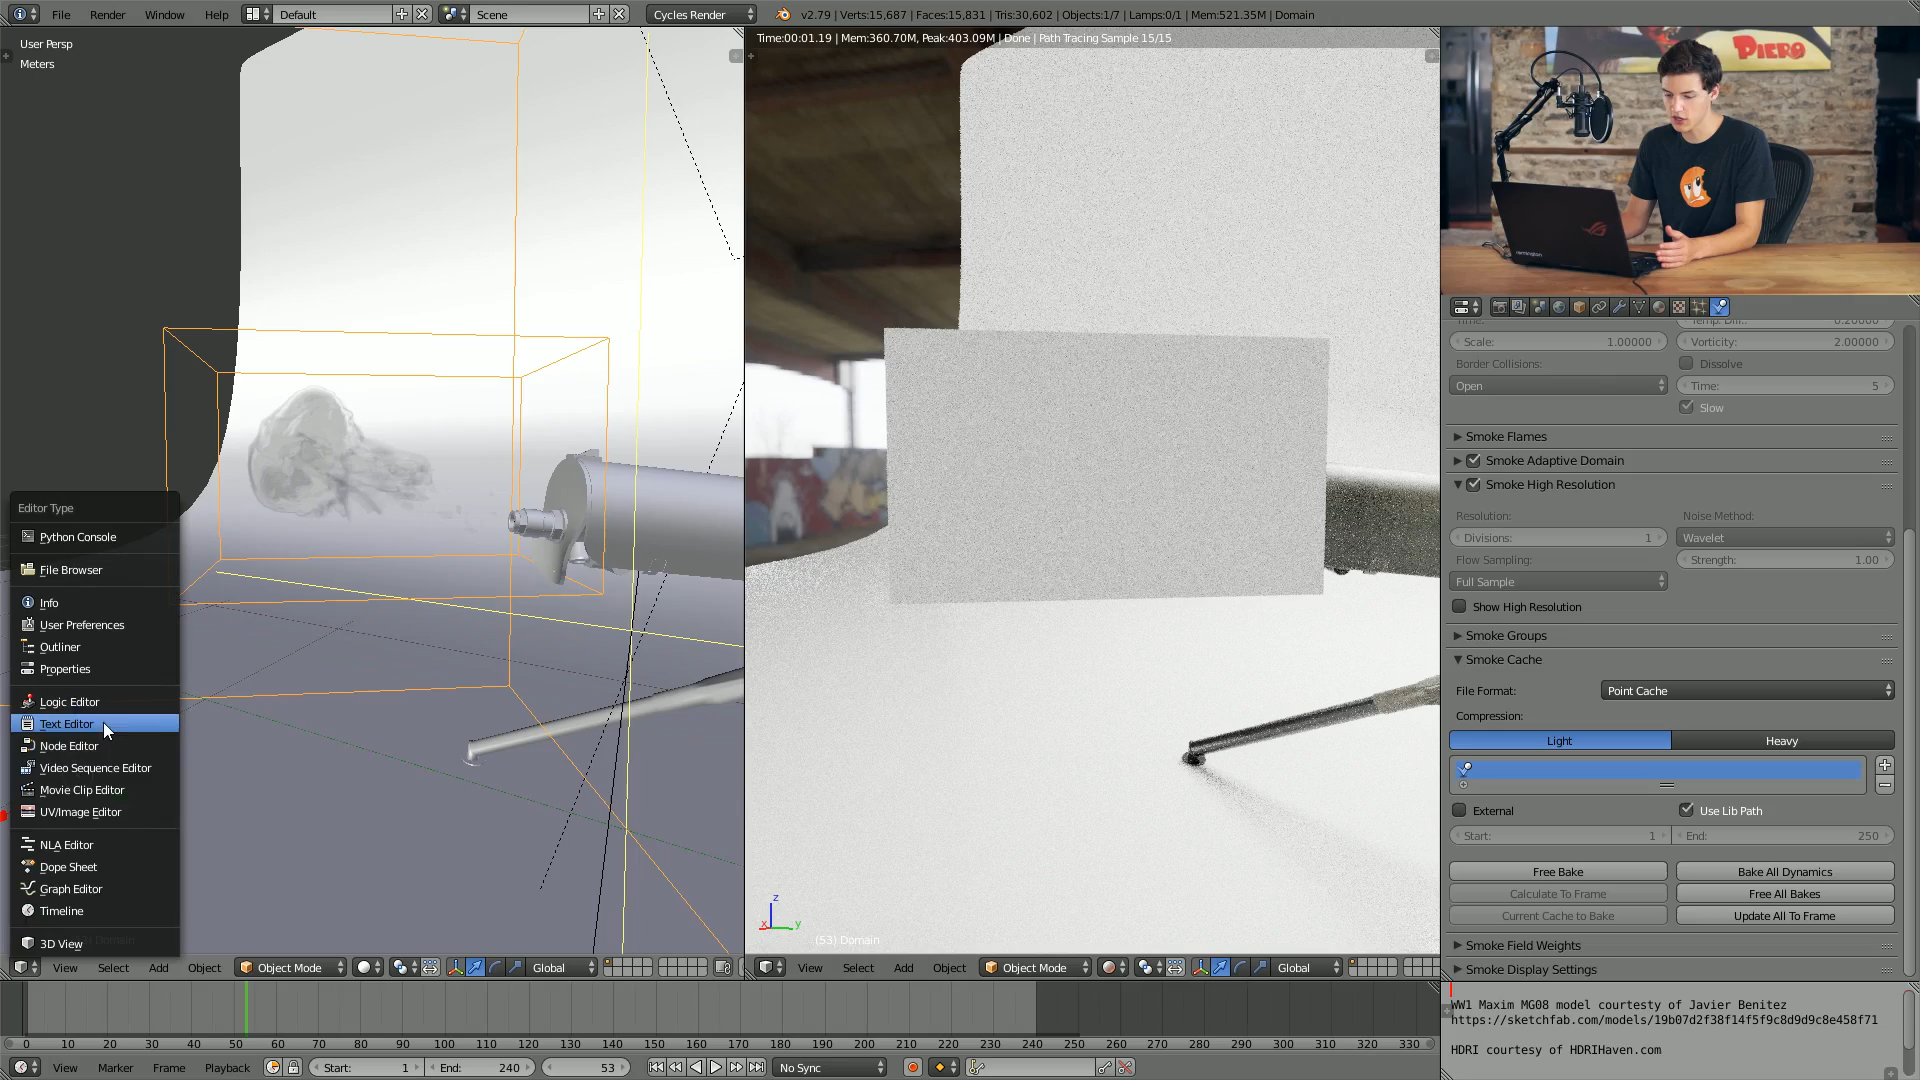 File
Render
Window
Help
Default
Scene
Cycles Render
v2.79 | Verts:15,687 | Faces:15,831 | Tris:30,602 | Objects:1/7 | Lamps:0/1 | Mem:521.35M | Domain
User Persp
Meters
Time:00:01.19 | Mem:360.70M, Peak:403.09M | Done | Path Tracing Sample 15/15
PIERO
remington
Scale: 1.00000
Vorticity: 2.00000
Border Collisions:
Dissolve
Open
Time: 5
Slow
Smoke Flames
Smoke Adaptive Domain
Smoke High Resolution
Resolution:
Noise Method:
Divisions: 1
Wavelet
Flow Sampling:
Strength: 1.00
Full Sample
Show High Resolution
Smoke Groups
Smoke Cache
File Format:
Point Cache
Compression:
Light
Heavy
External
Use Lib Path
Start: 1
End: 250
Free Bake
Bake All Dynamics
Calculate To Frame
Free All Bakes
Current Cache to Bake
Update All To Frame
Smoke Field Weights
Smoke Display Settings
WW1 Maxim MG08 model courtesty of Javier Benitez
https://sketchfab.com/models/19b07d2f38f14f5f9c8d9d9c8e458f71
HDRI courtesy of HDRIHaven.com
Editor Type
Python Console
File Browser
Info
User Preferences
Outliner
Properties
Logic Editor
Text Editor
Node Editor
Video Sequence Editor
Movie Clip Editor
UV/Image Editor
NLA Editor
Dope Sheet
Graph Editor
Timeline
3D View
z
x
y
(53) Domain
View
Select
Add
Object
Object Mode
Global
View
Select
Add
Object
Object Mode
Global
0 10 20 30 40 50 60 70 80 90 100 110 120 130 140 150 160 170 180 190 200 210 220 230 240 250 260 270 280 290 300 310 320 330
View
Marker
Frame
Playback
Start: 1
End: 240
53
No Sync